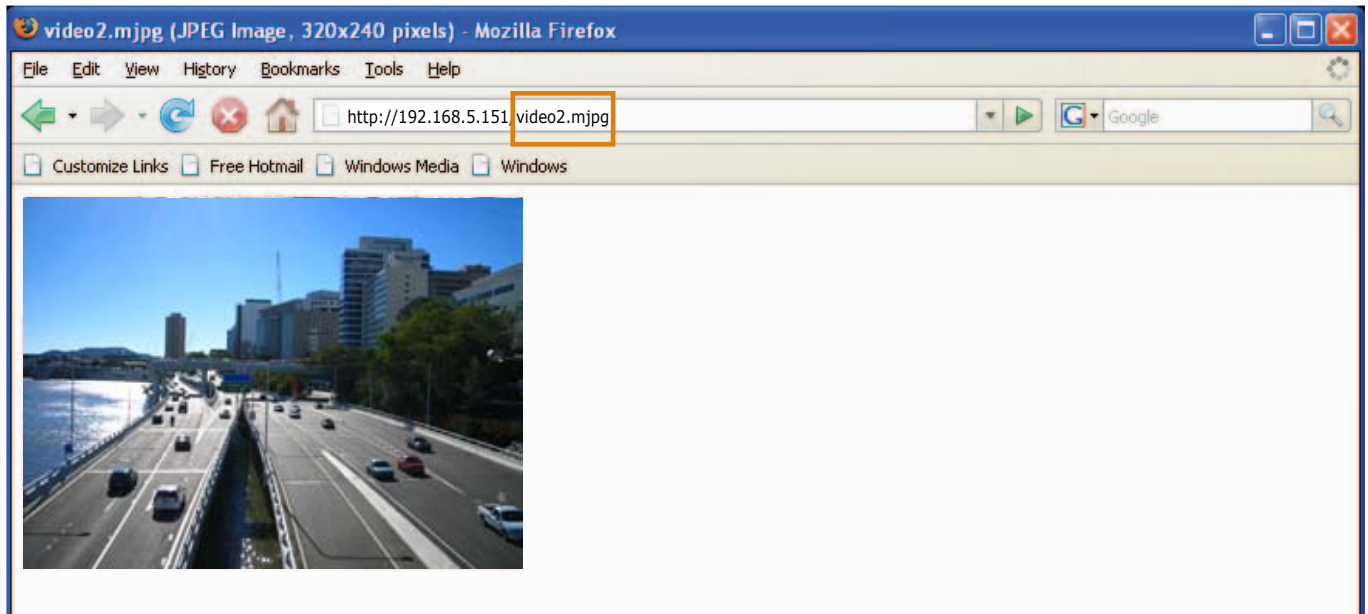 video2.mjpg (JPEG Image, 320x240 pixels) - Mozilla Firefox
File Edit View History Bookmarks Tools Help
http://192.168.5.151/video2.mjpg G Google
Customize Links Free Hotmail Windows Media Windows